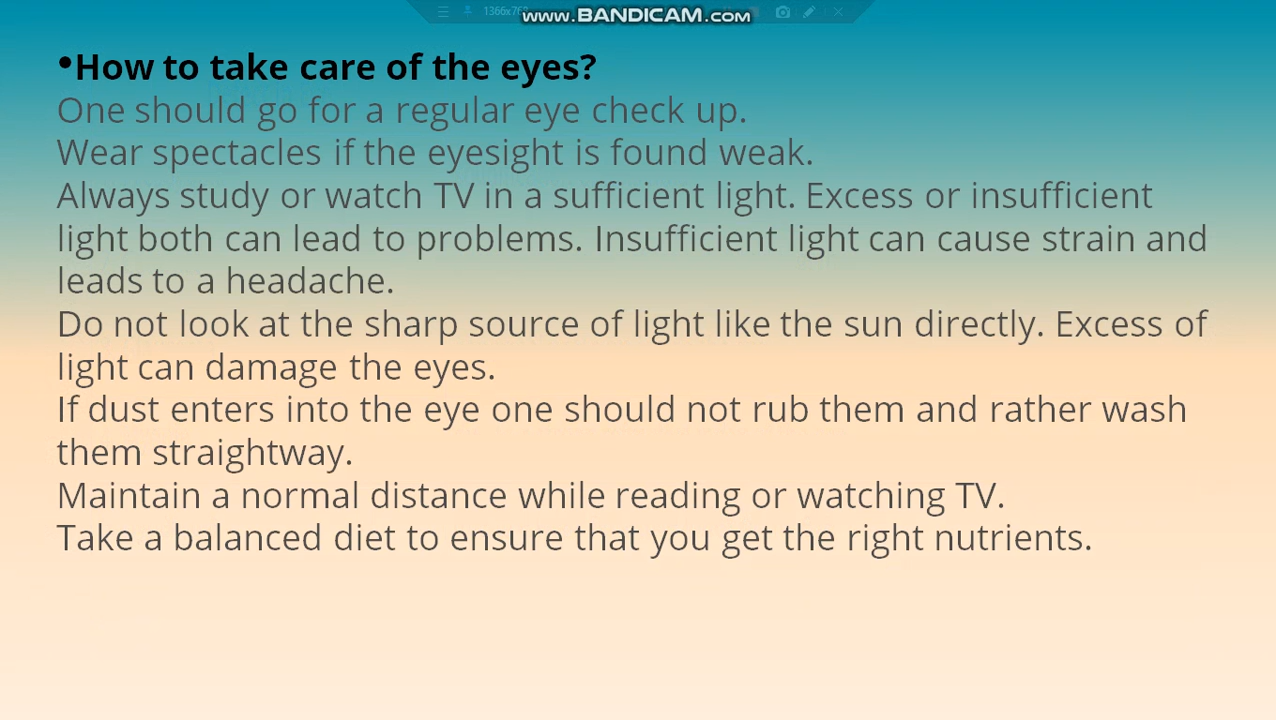 1366x768
www.BANDICAM.com
•How to take care of the eyes?
One should go for a regular eye check up.
Wear spectacles if the eyesight is found weak.
Always study or watch TV in a sufficient light. Excess or insufficient
light both can lead to problems. Insufficient light can cause strain and
leads to a headache.
Do not look at the sharp source of light like the sun directly. Excess of
light can damage the eyes.
If dust enters into the eye one should not rub them and rather wash
them straightway.
Maintain a normal distance while reading or watching TV.
Take a balanced diet to ensure that you get the right nutrients.